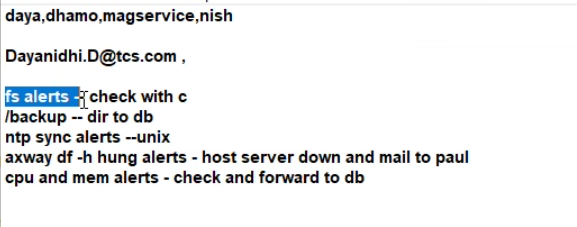 daya,dhamo,magservice,nish
Dayanidhi.D@tcs.com ,
fs alerts -- check with c
/backup -- dir to db
ntp sync alerts --unix
axway df -h hung alerts - host server down and mail to paul
cpu and mem alerts - check and forward to db